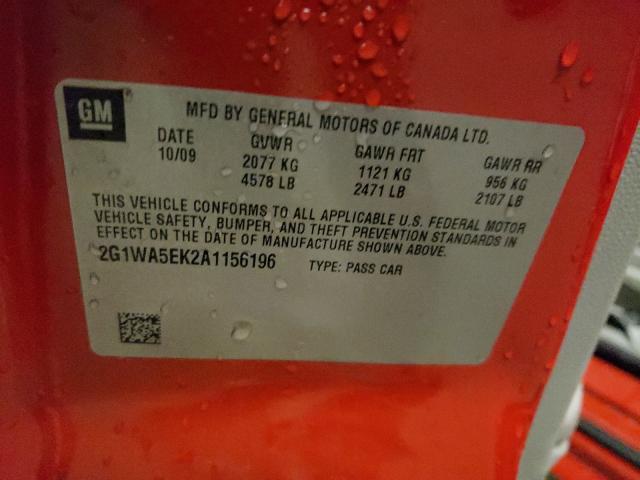 GM
MFD BY GENERAL MOTORS OF CANADA LTD.
DATE GVWR GAWR FRT GAWR RR
10/09 2077 KG 1121 KG 956 KG
4578 LB 2471 LB 2107 LB
THIS VEHICLE CONFORMS TO ALL APPLICABLE U.S. FEDERAL MOTOR
VEHICLE SAFETY, BUMPER, AND THEFT PREVENTION STANDARDS IN
EFFECT ON THE DATE OF MANUFACTURE SHOWN ABOVE.
2G1WA5EK2A1156196 TYPE: PASS CAR